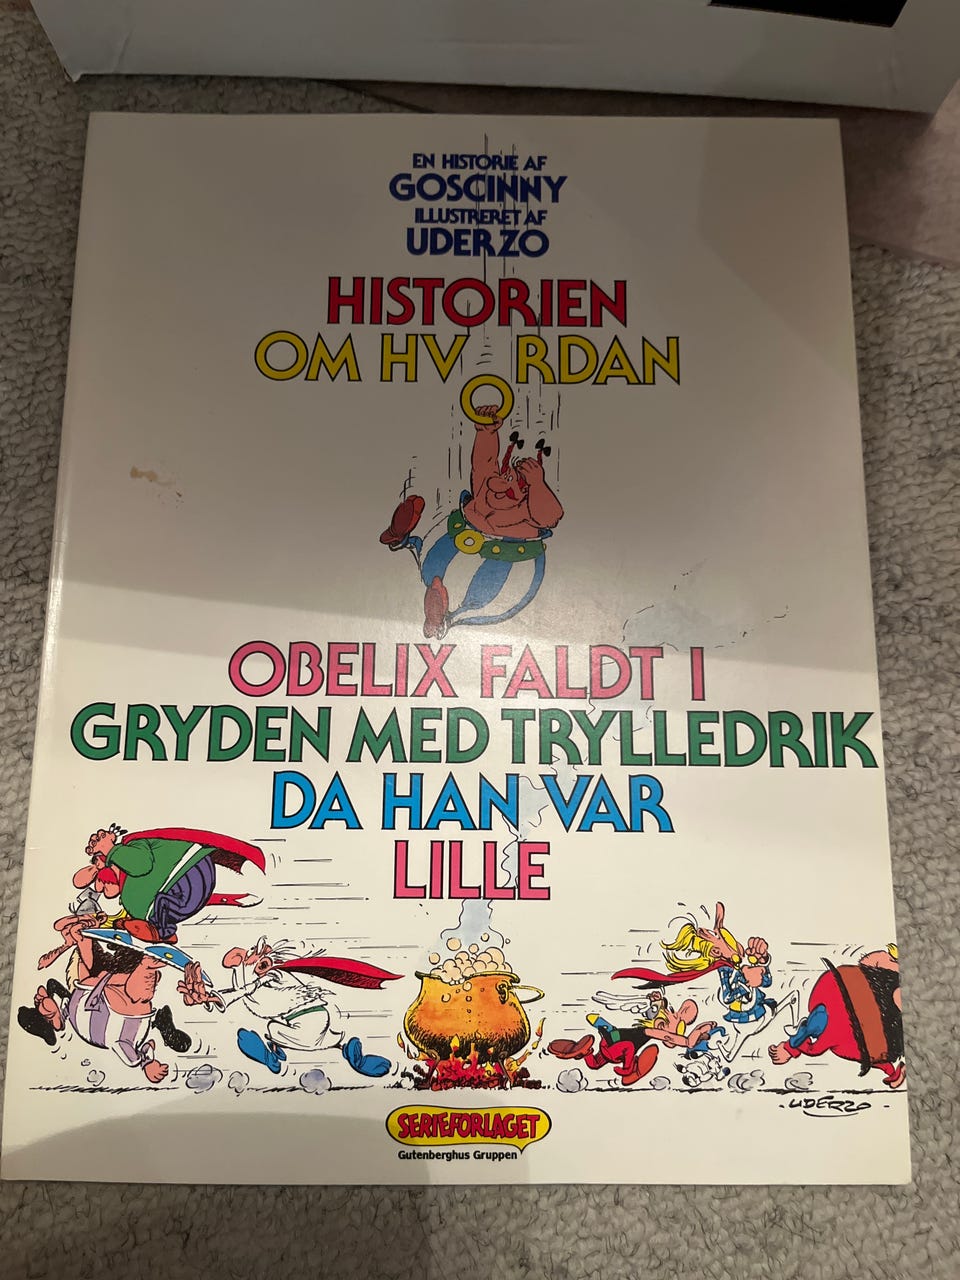 EN HISTORIE AF
GOSCINNY
ILLUSTRERET AF
UDERZO
HISTORIEN
OM HVORDAN
OBELIX FALDT I
GRYDEN MED TRYLLEDRIK
DA HAN VAR
LILLE
UDERZO
SERIEFORLAGET
Gutenberghus Gruppen